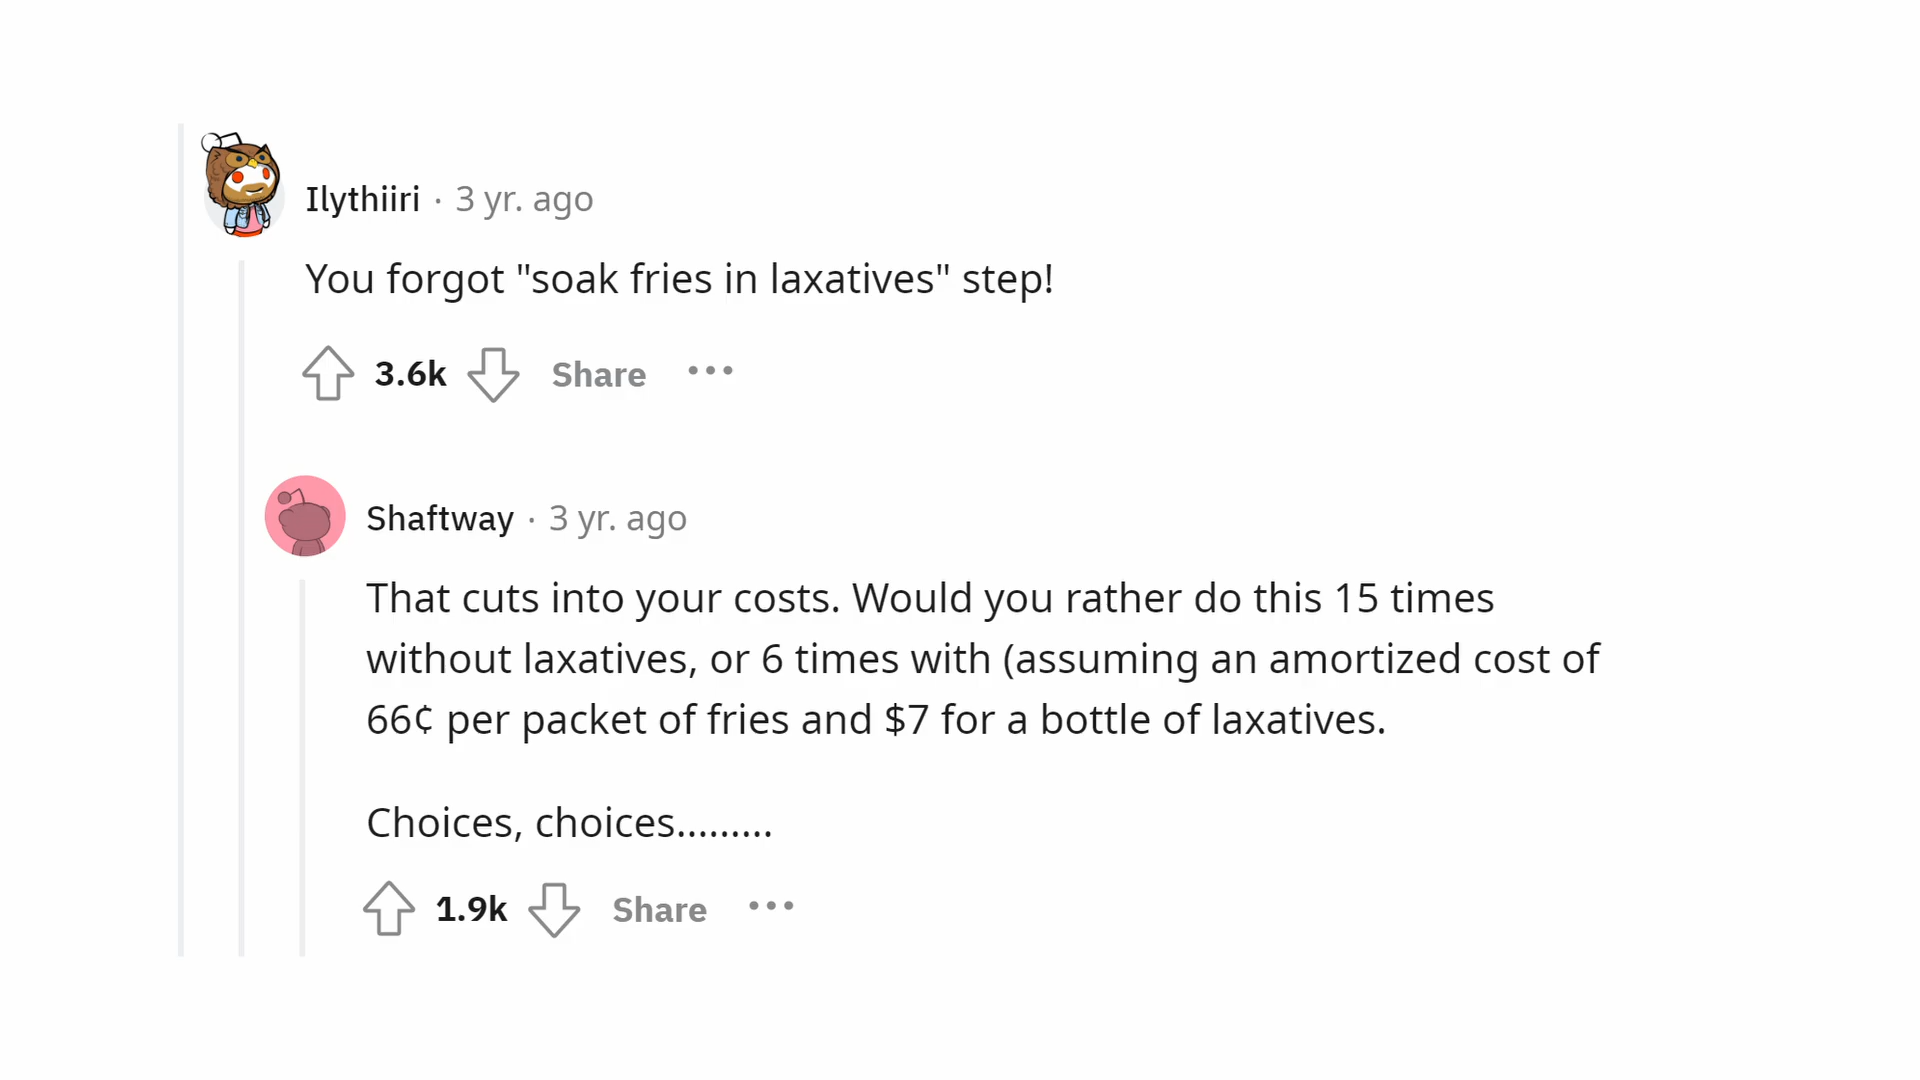 Ilythiiri · 3 yr. ago
You forgot "soak fries in laxatives" step!
3.6k Share ···
Shaftway · 3 yr. ago
That cuts into your costs. Would you rather do this 15 times
without laxatives, or 6 times with (assuming an amortized cost of
66¢ per packet of fries and $7 for a bottle of laxatives.
Choices, choices.........
1.9k Share ···